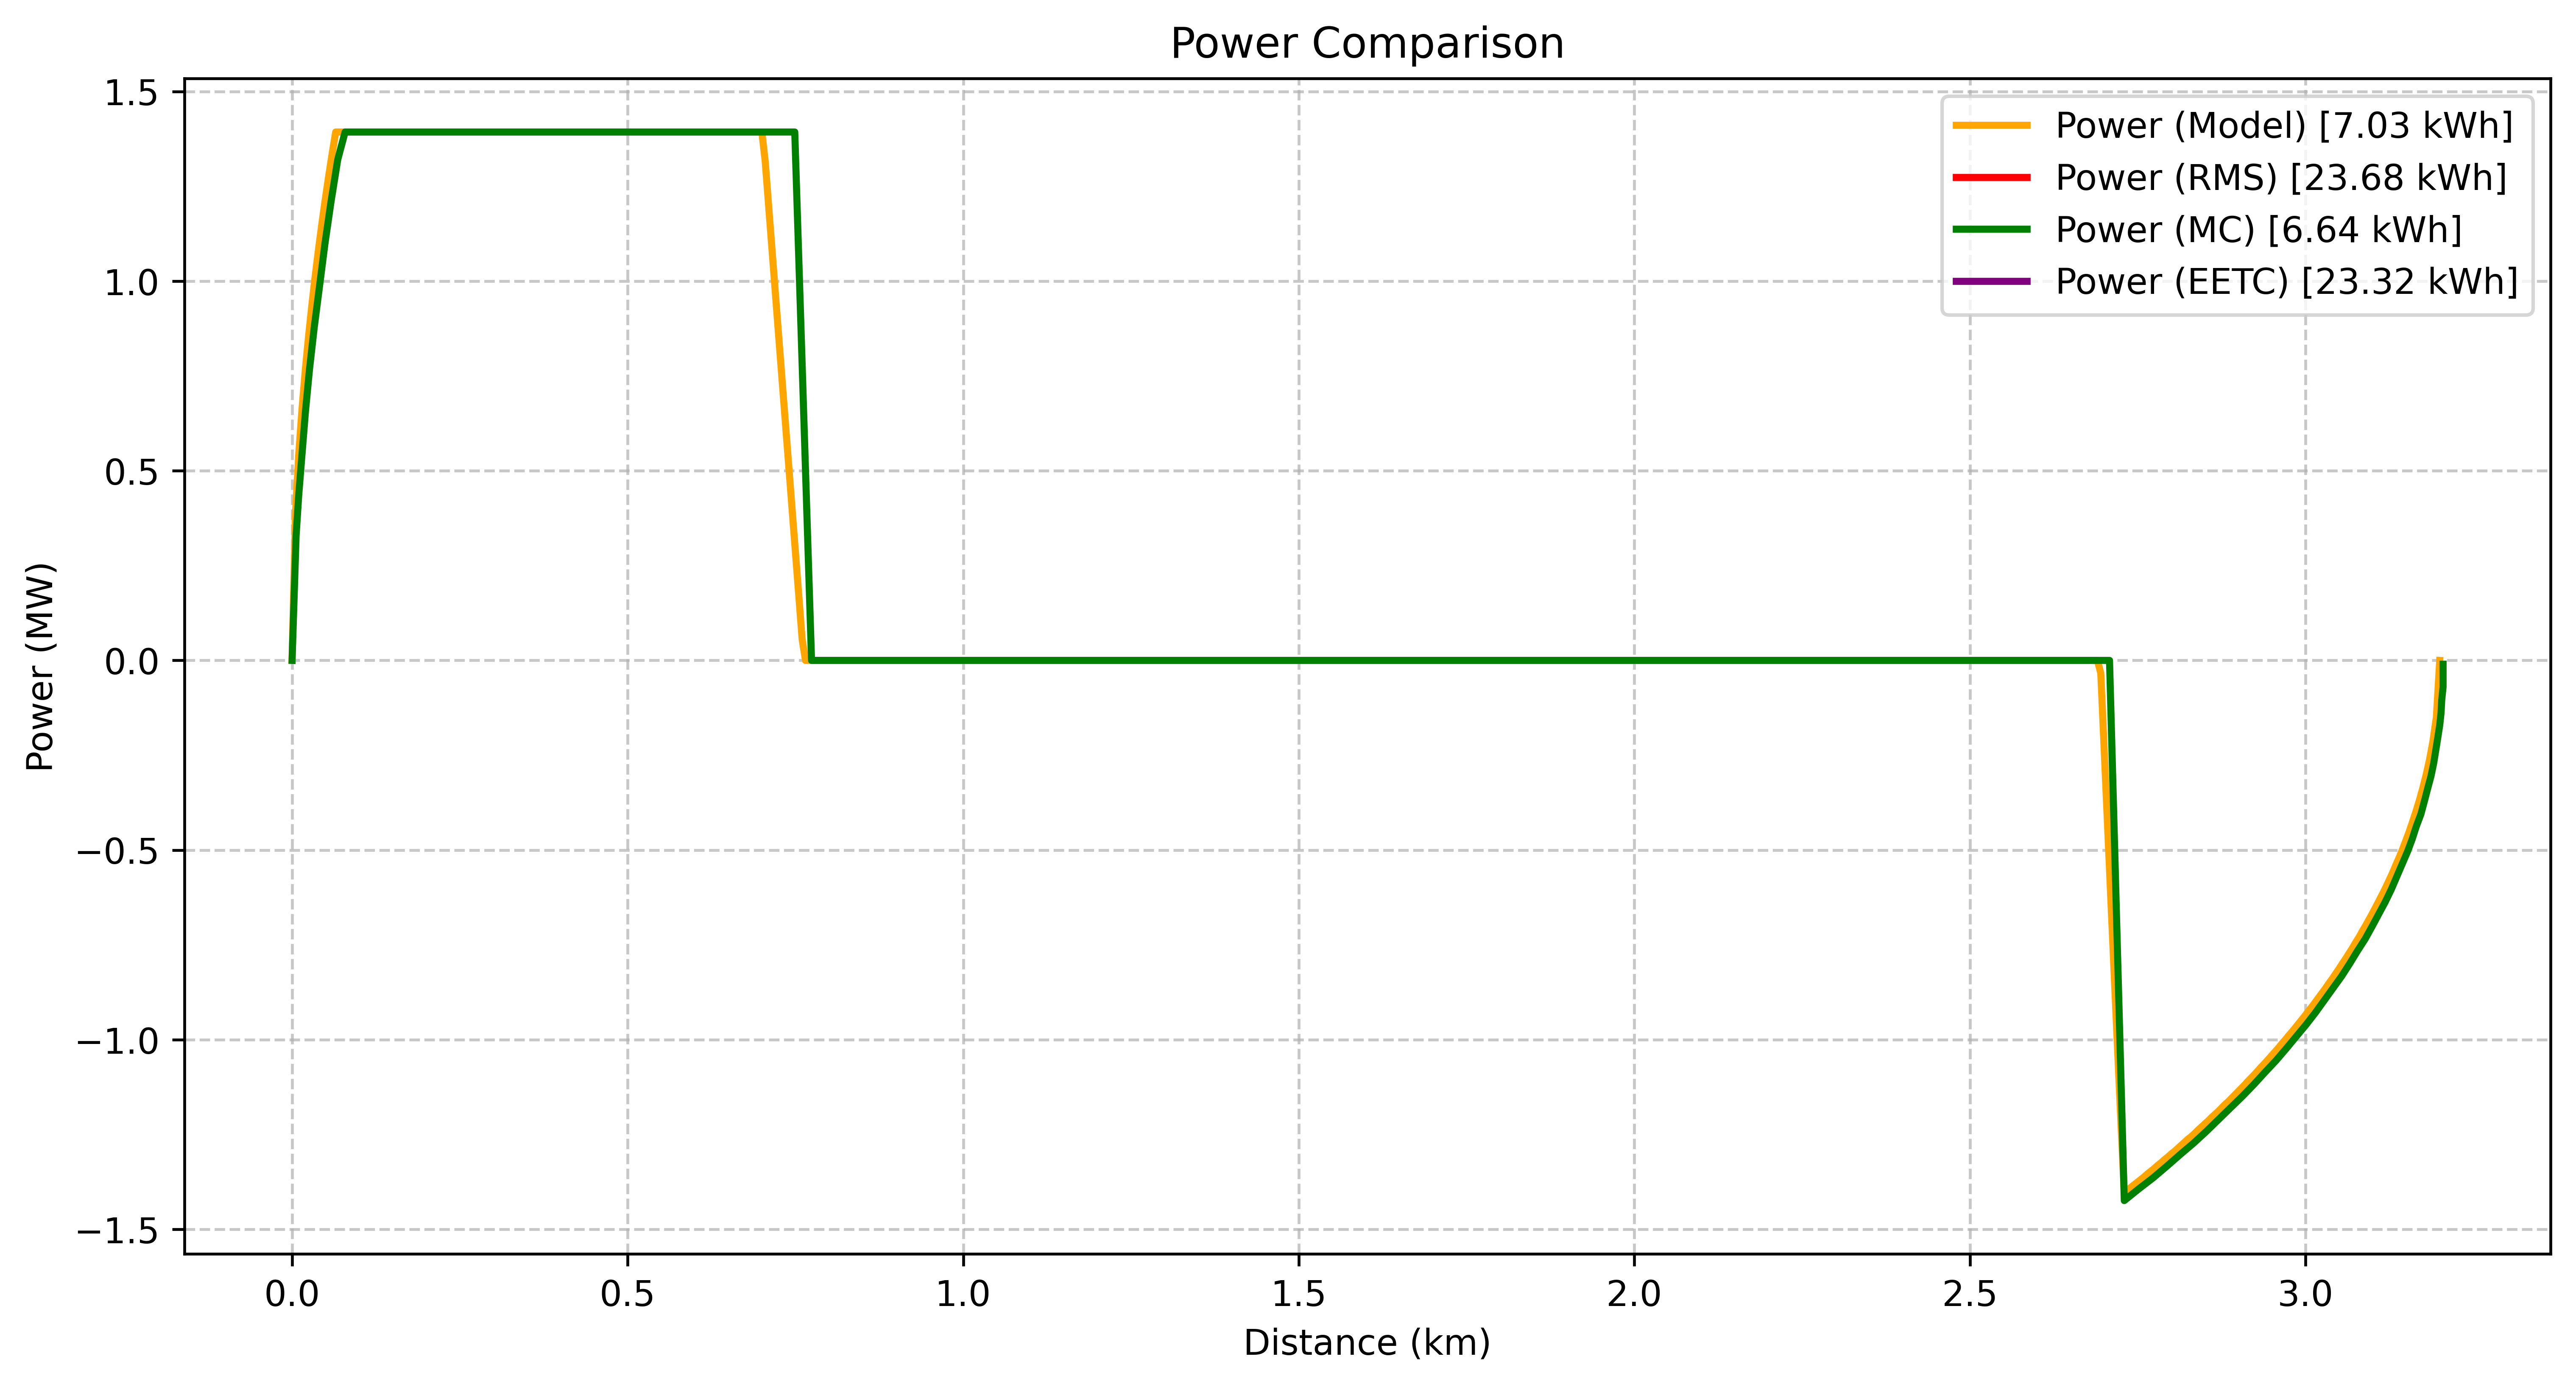 Power Comparison
1.5
1.0
0.5
0.0
−0.5
−1.0
−1.5
Power (MW)
Power (Model) [7.03 kWh]
Power (RMS) [23.68 kWh]
Power (MC) [6.64 kWh]
Power (EETC) [23.32 kWh]
0.0 0.5 1.0 1.5 2.0 2.5 3.0
Distance (km)